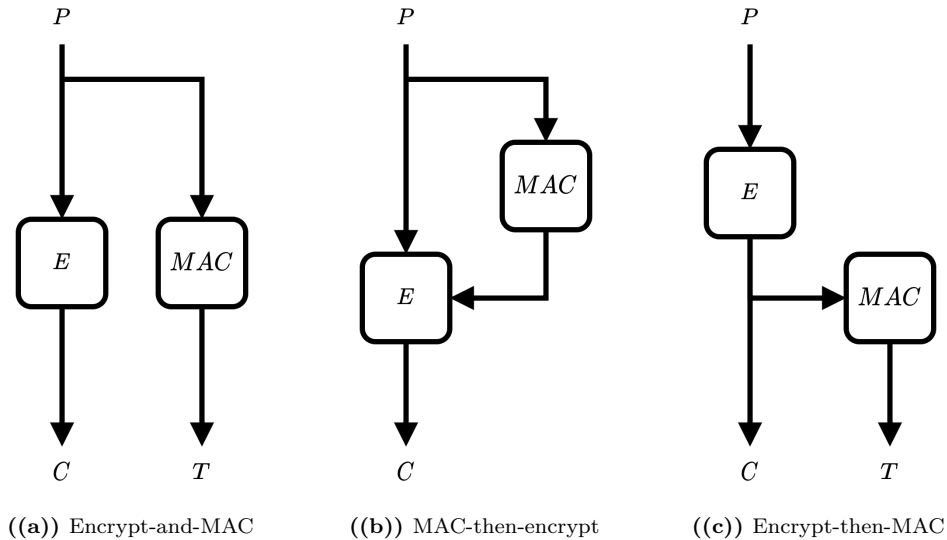 P P P
E MAC
MAC
E
E
MAC
C T C C T
((a)) Encrypt-and-MAC ((b)) MAC-then-encrypt ((c)) Encrypt-then-MAC